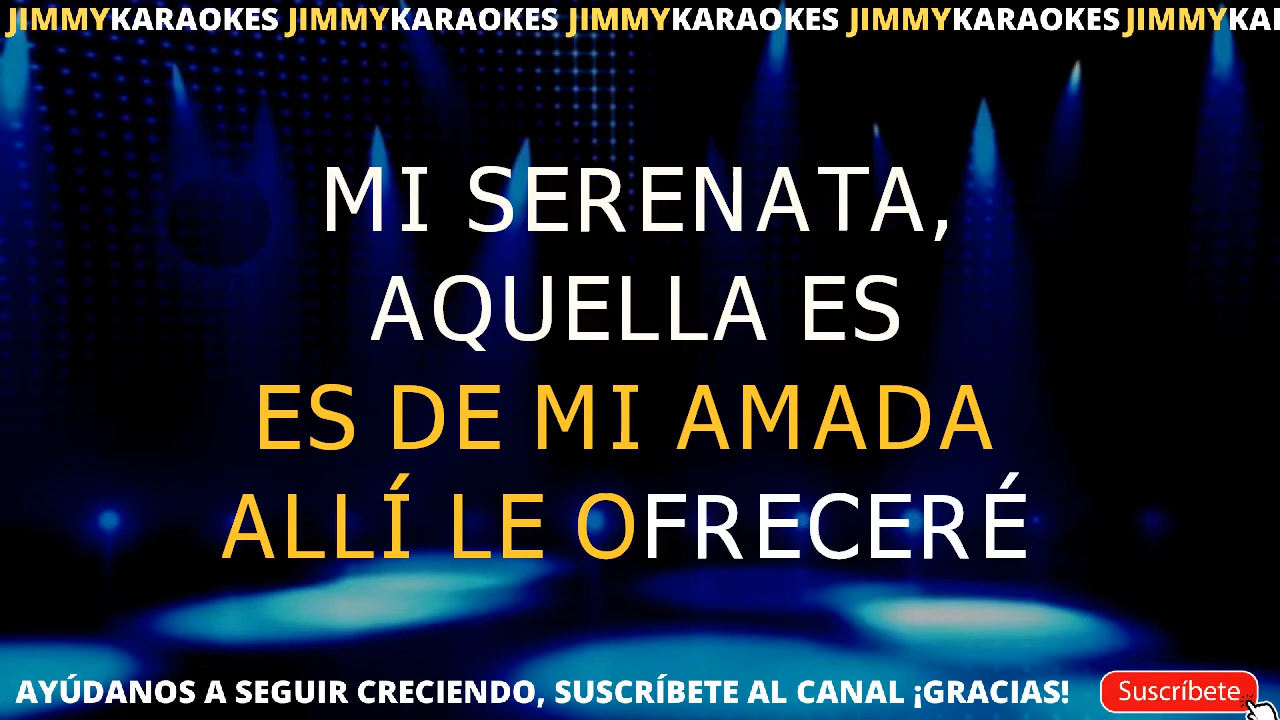 JIMMYKARAOKES JIMMYKARAOKES JIMMYKARAOKES JIMMYKARAOKES JIMMYKA
MI SERENATA,
AQUELLA ES
ES DE MI AMADA
ALLÍ LE OFRECERÉ
AYÚDANOS A SEGUIR CRECIENDO, SUSCRÍBETE AL CANAL ¡GRACIAS! Suscríbete